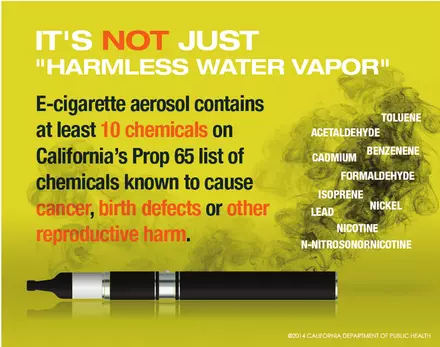 IT'S NOT JUST
"HARMLESS WATER VAPOR"
E-cigarette aerosol contains
at least 10 chemicals on
California's Prop 65 list of
chemicals known to cause
cancer, birth defects or other
reproductive harm.
TOLUENE
ACETALDEHYDE
BENZENENE
CADMIUM
FORMALDEHYDE
ISOPRENE
NICKEL
LEAD
NICOTINE
N-NITROSONORNICOTINE
©2014 CALIFORNIA DEPARTMENT OF PUBLIC HEALTH